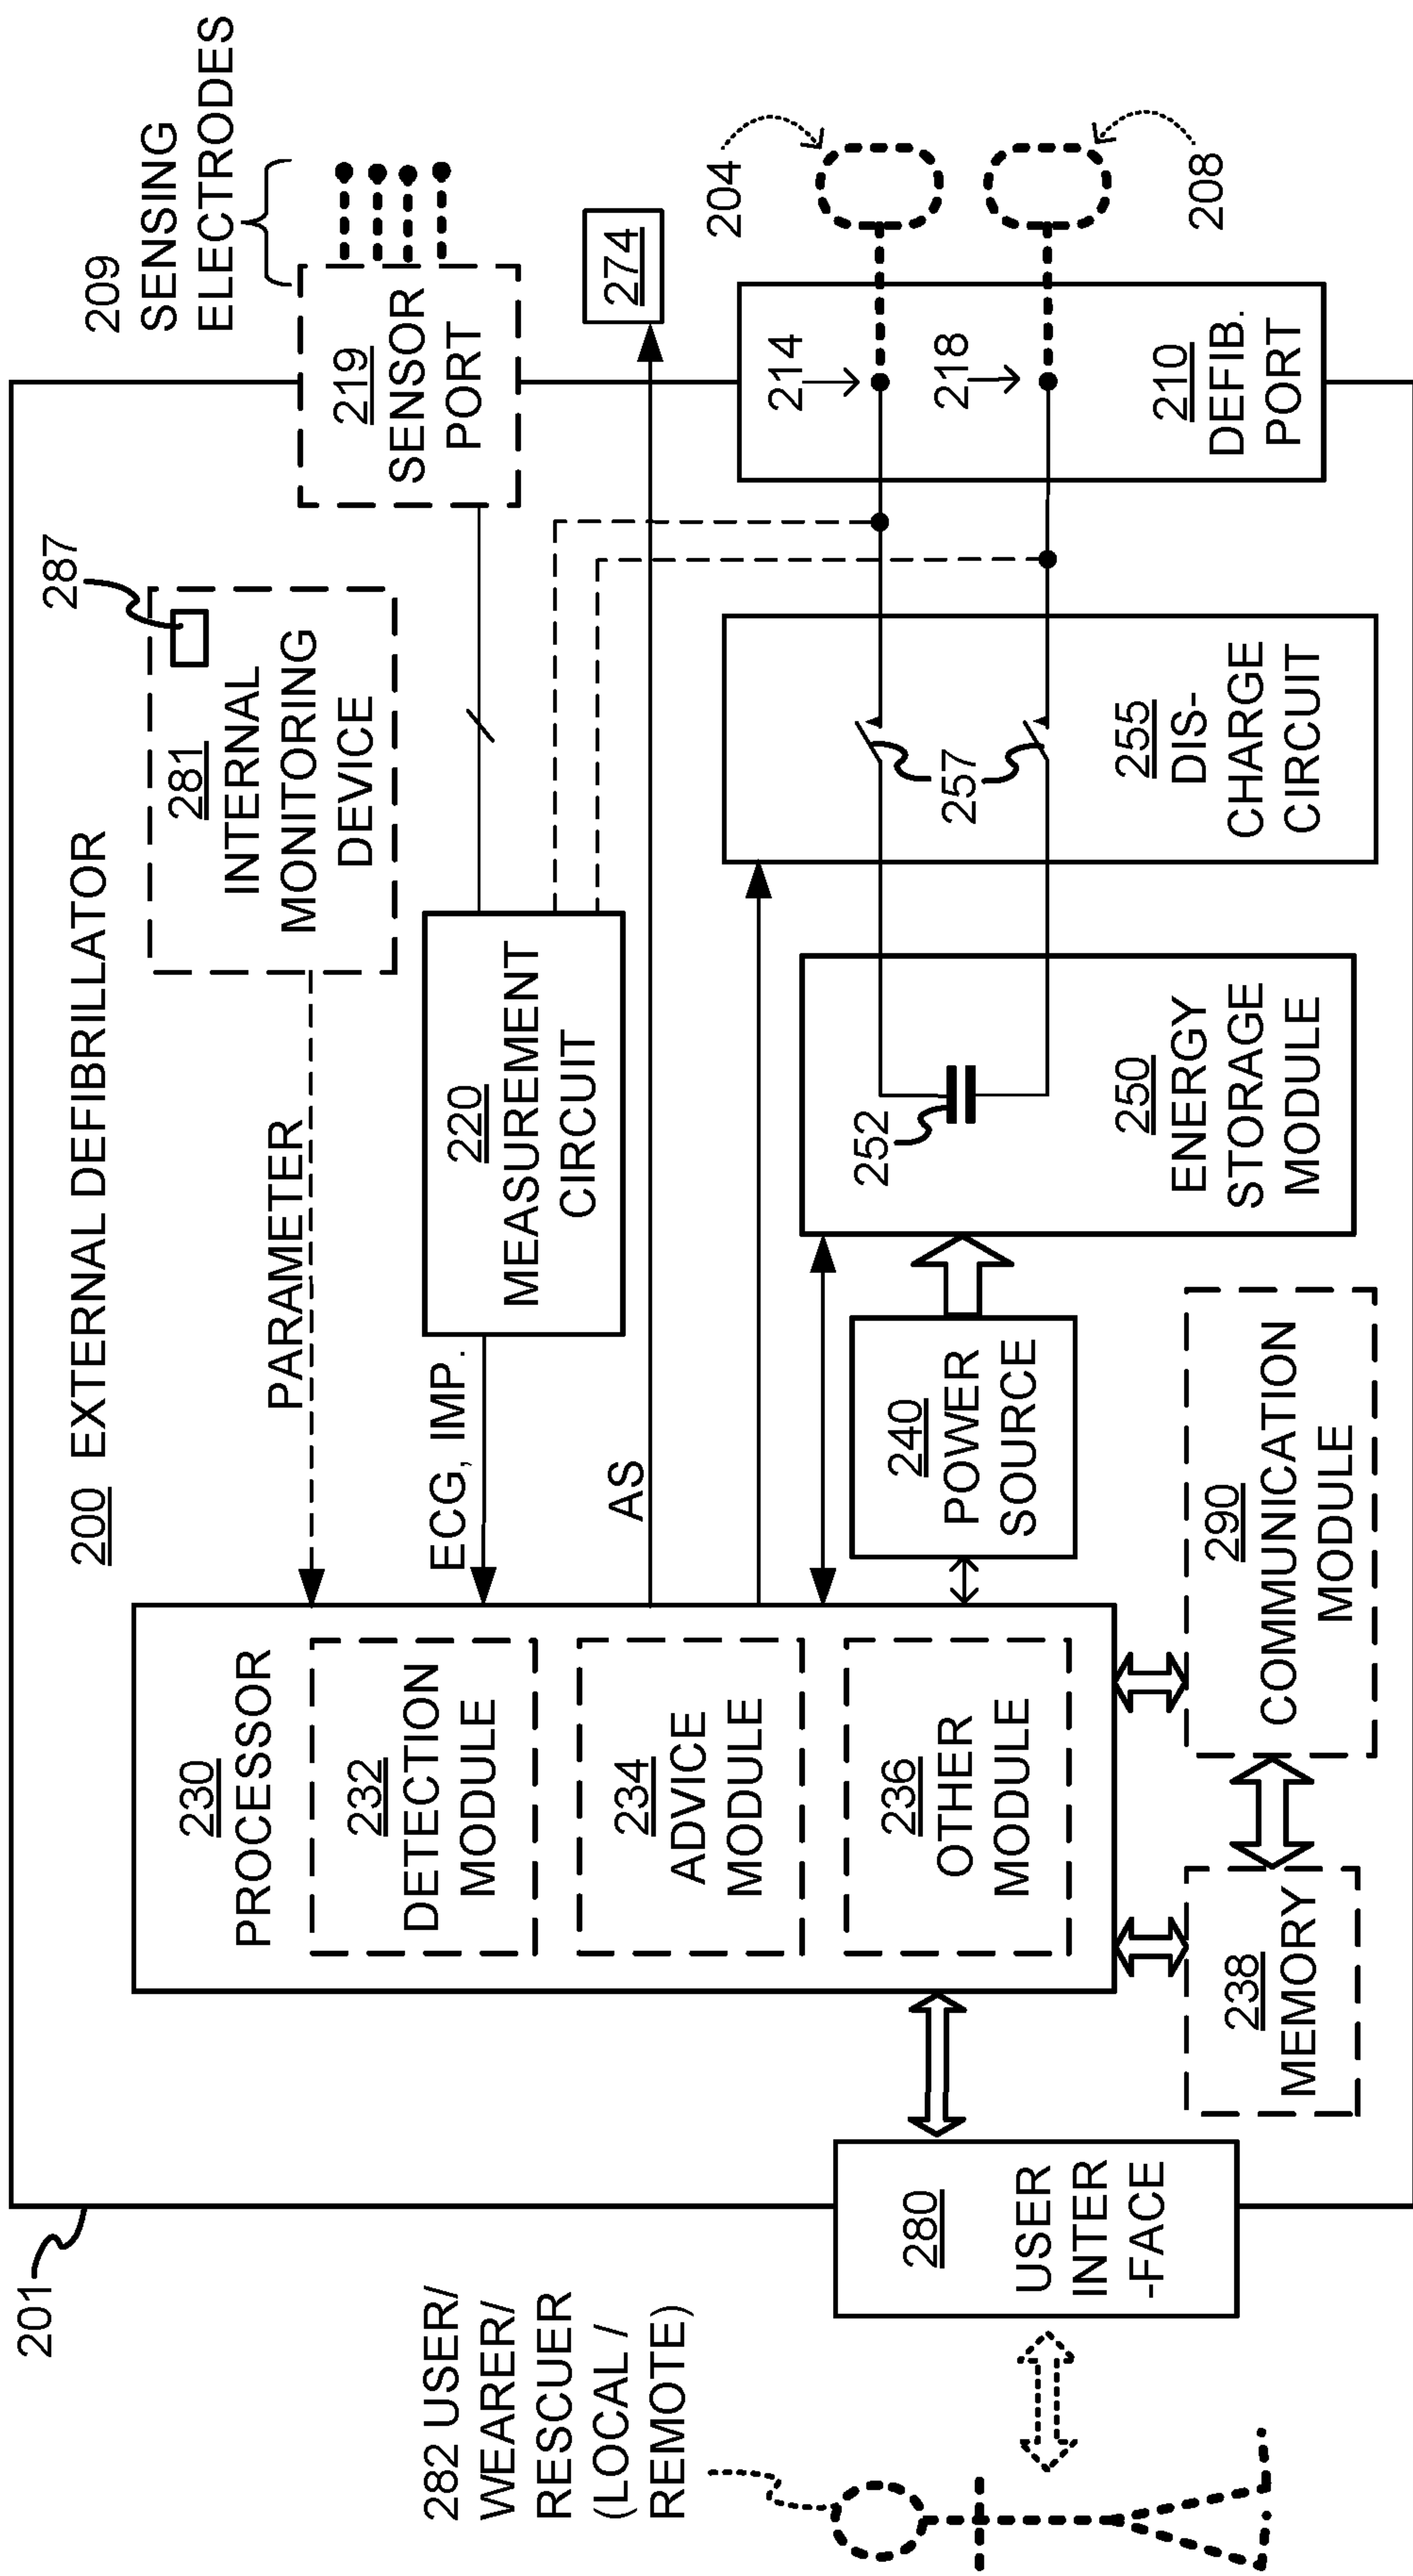 200 EXTERNAL DEFIBRILLATOR
201
209
SENSING
ELECTRODES
287
281
INTERNAL
MONITORING
DEVICE
219
SENSOR
PORT
PARAMETER
230
PROCESSOR
232
DETECTION
MODULE
234
ADVICE
MODULE
236
OTHER
MODULE
ECG, IMP.
220
MEASUREMENT
CIRCUIT
AS
274
282 USER/
WEARER/
RESCUER
(LOCAL /
REMOTE)
280
USER
INTER
-FACE
240
POWER
SOURCE
252
250
ENERGY
STORAGE
MODULE
257
255
DIS-
CHARGE
CIRCUIT
214
218
210
DEFIB.
PORT
204
208
238
MEMORY
290
COMMUNICATION
MODULE